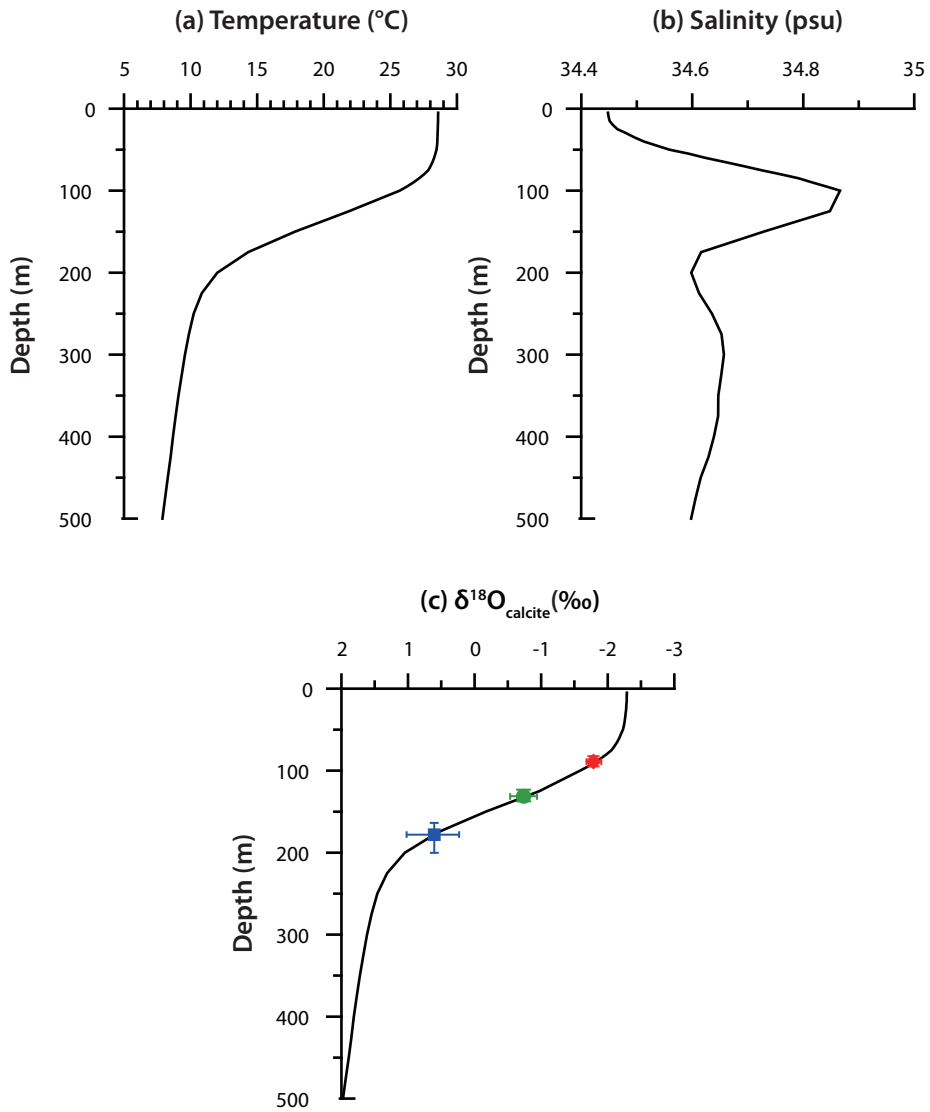 (a) Temperature (°C)
5 10 15 20 25 30
0
100
200
300
400
500
Depth (m)
(b) Salinity (psu)
34.4 34.6 34.8 35
0
100
200
300
400
500
Depth (m)
(c) δ¹⁸Ocalcite(‰)
2 1 0 -1 -2 -3
0
100
200
300
400
500
Depth (m)